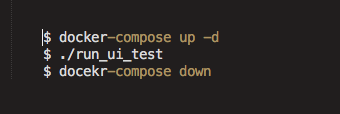 $ docker-compose up -d
$ ./run_ui_test
$ docekr-compose down